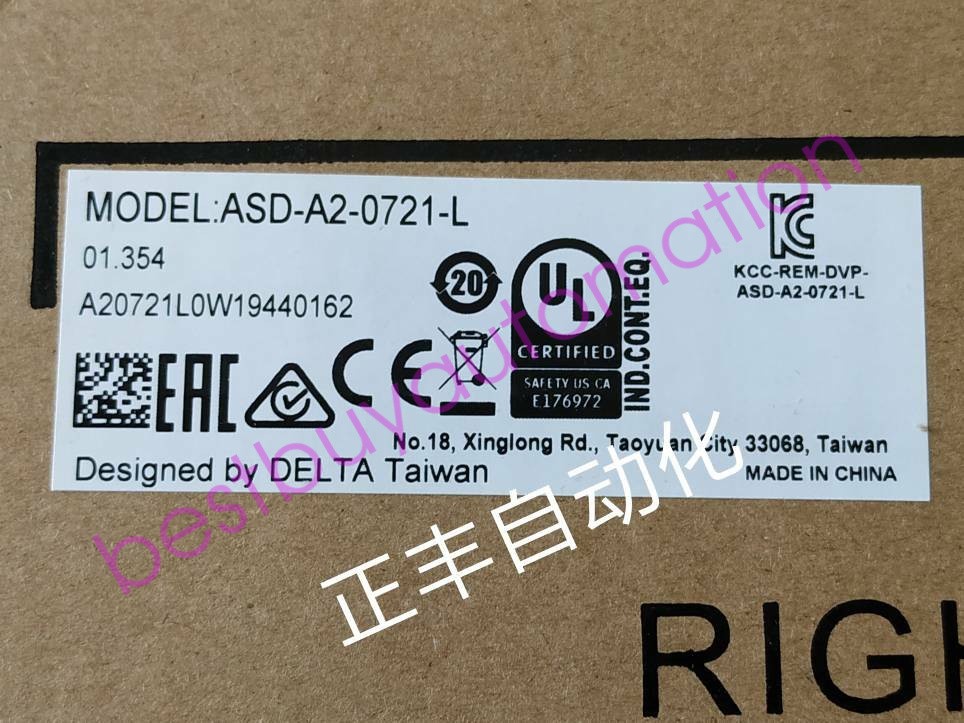 MODEL:ASD-A2-0721-L
01.354
A20721L0W19440162
20
UL
CERTIFIED
SAFETY US CA
E176972
IND.CONT.EQ.
KC
KCC-REM-DVP-
ASD-A2-0721-L
EAC
CE
No.18, Xinglong Rd., Taoyuan City 33068, Taiwan
Designed by DELTA Taiwan
MADE IN CHINA
bestbuyautomation
正丰自动化
RIGH